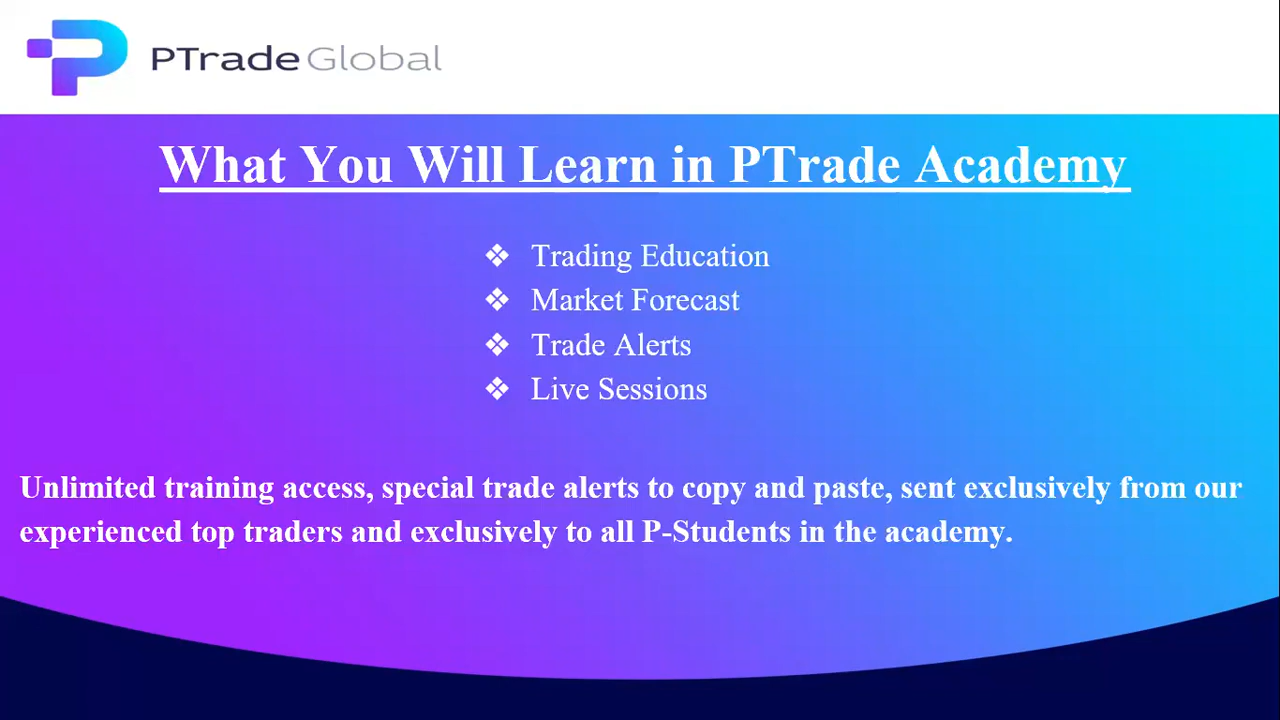 PTrade Global
What You Will Learn in PTrade Academy
❖ Trading Education
❖ Market Forecast
❖ Trade Alerts
❖ Live Sessions
Unlimited training access, special trade alerts to copy and paste, sent exclusively from our
experienced top traders and exclusively to all P-Students in the academy.